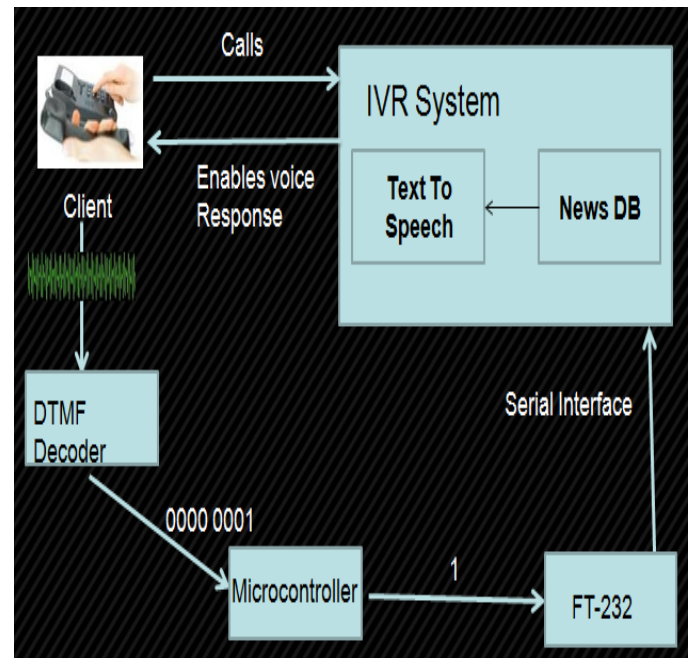 Calls
IVR System
Enables voice
Response
Text To
Speech
News DB
Client
Serial Interface
DTMF
Decoder
0000 0001
Microcontroller
1
FT-232